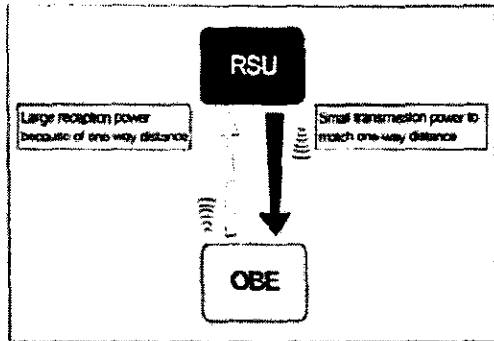 RSU
Large reception power
because of one-way distance
Small transmission power to
match one-way distance
OBE